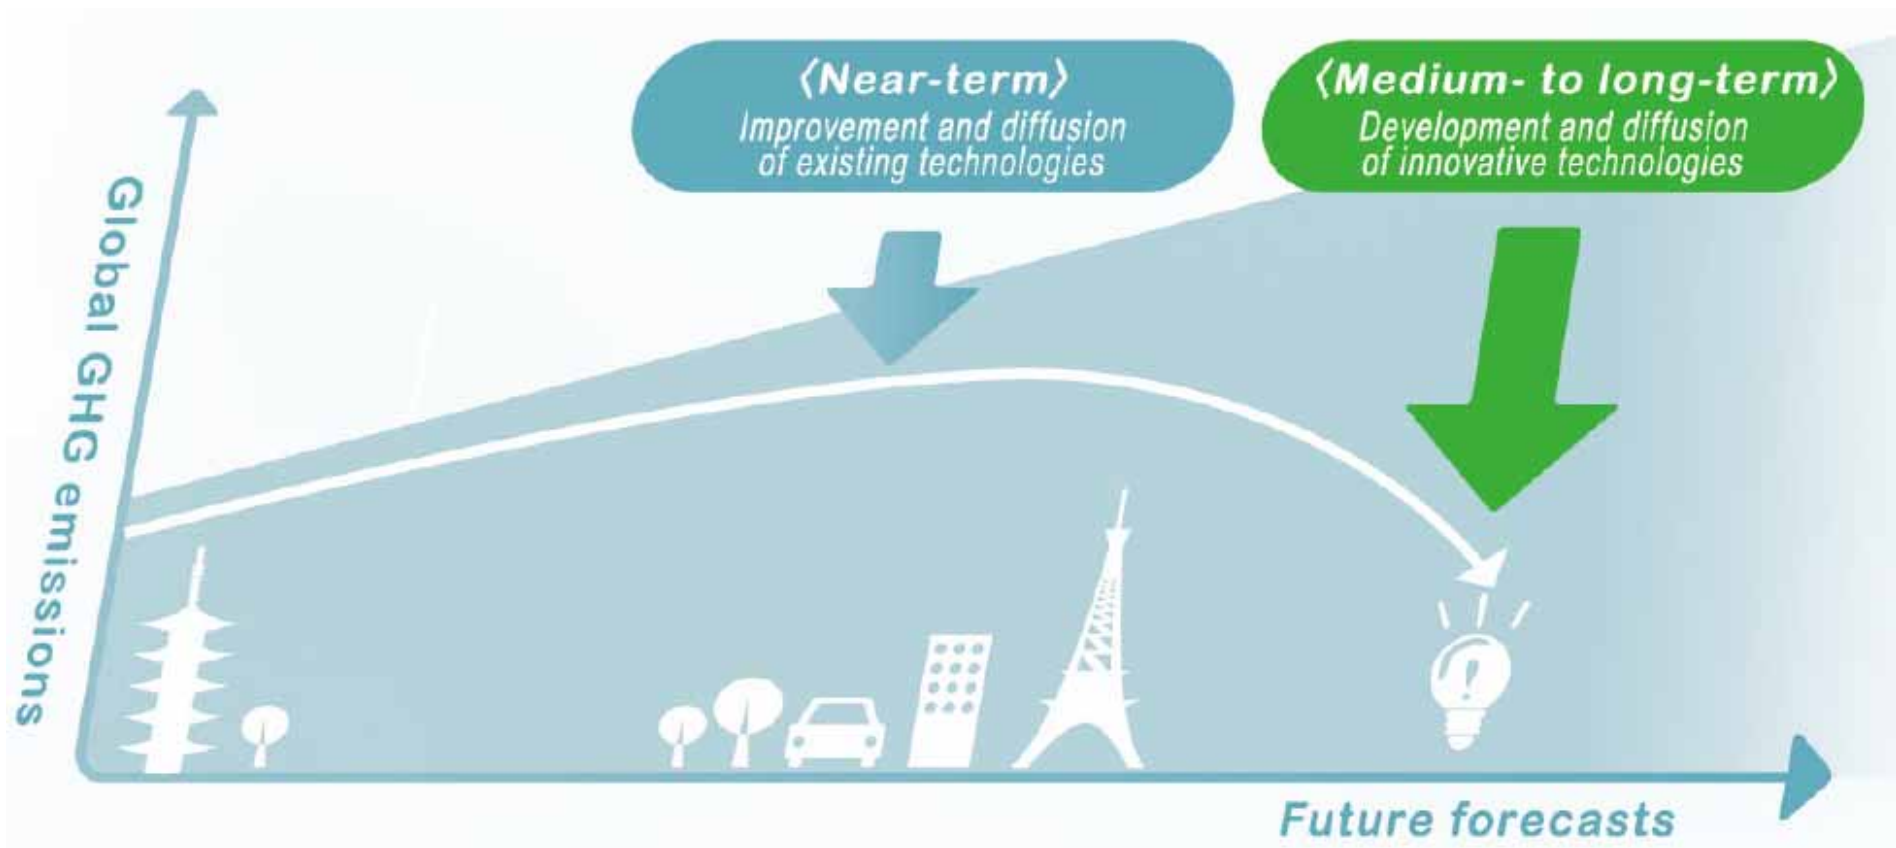 〈Near-term〉
Improvement and diffusion
of existing technologies
〈Medium- to long-term〉
Development and diffusion
of innovative technologies
Global GHG emissions
!
Future forecasts